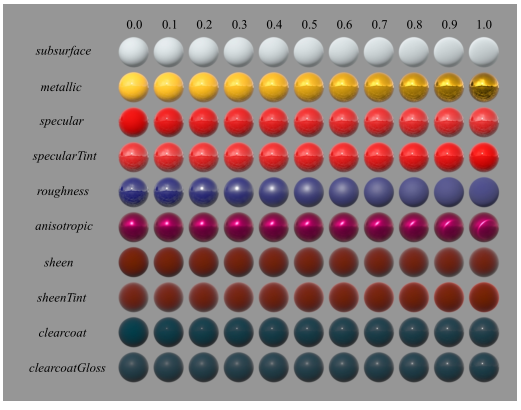 0.0 0.1 0.2 0.3 0.4 0.5 0.6 0.7 0.8 0.9 1.0
subsurface
metallic
specular
specularTint
roughness
anisotropic
sheen
sheenTint
clearcoat
clearcoatGloss